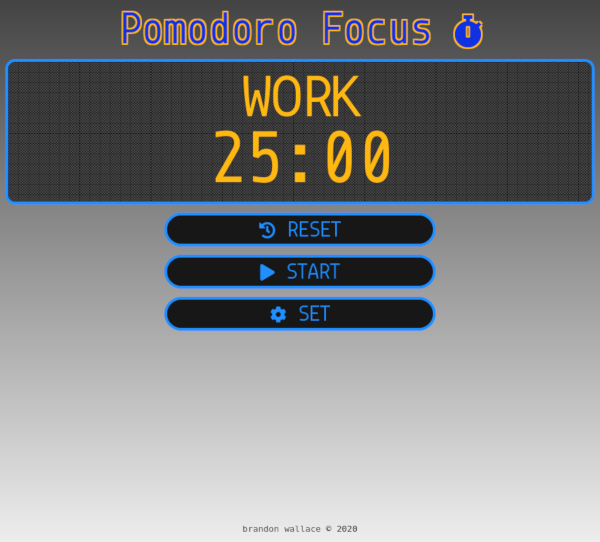 Pomodoro Focus
WORK
25:00
RESET
START
SET
brandon wallace © 2020